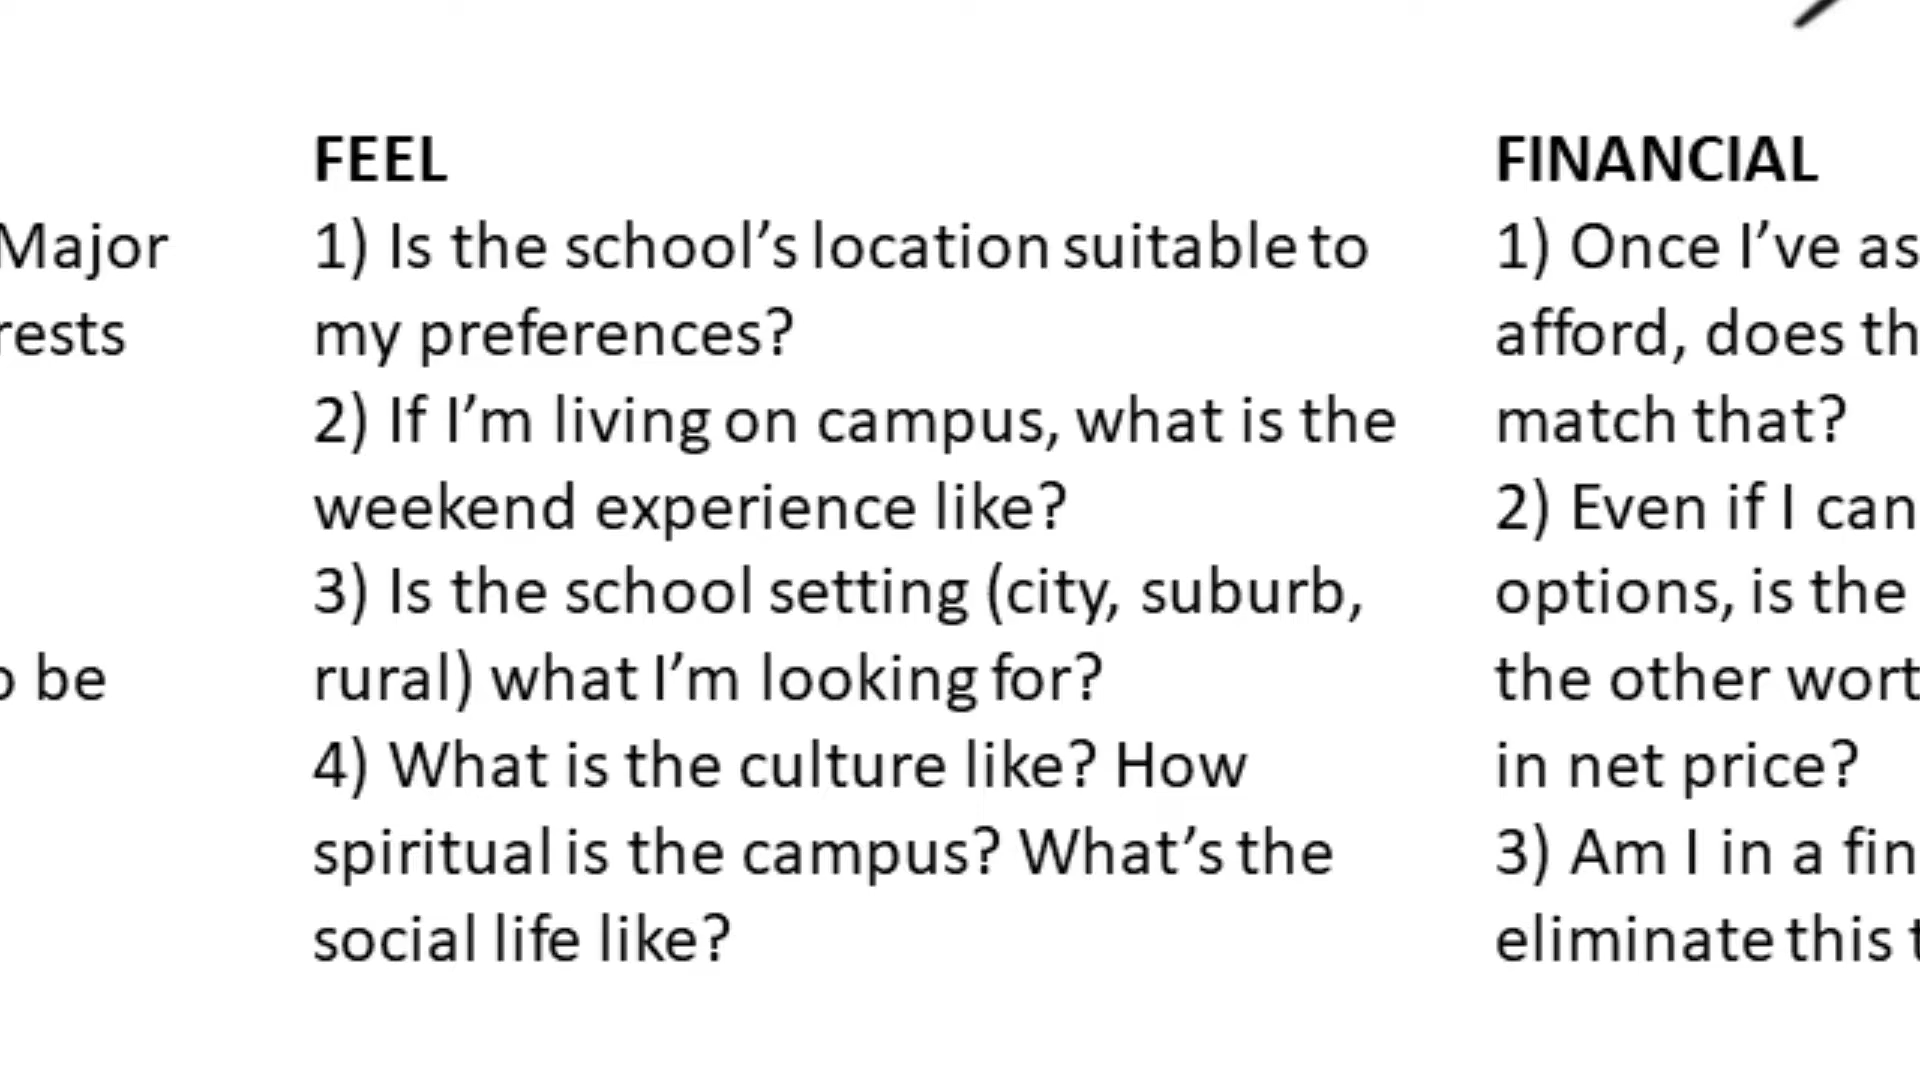 Major
rests
be
FEEL
1) Is the school’s location suitable to
my preferences?
2) If I’m living on campus, what is the
weekend experience like?
3) Is the school setting (city, suburb,
rural) what I’m looking for?
4) What is the culture like? How
spiritual is the campus? What’s the
social life like?
FINANCIAL
1) Once I’ve as
afford, does th
match that?
2) Even if I can
options, is the
the other wort
in net price?
3) Am I in a fin
eliminate this t